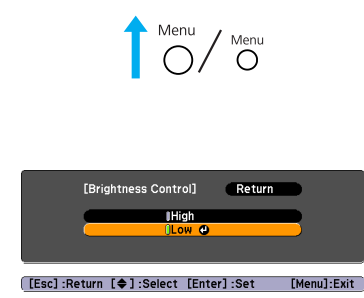 Menu
Menu
[Brightness Control] Return
High
Low
[Esc] :Return [◆] :Select [Enter] :Set [Menu]:Exit